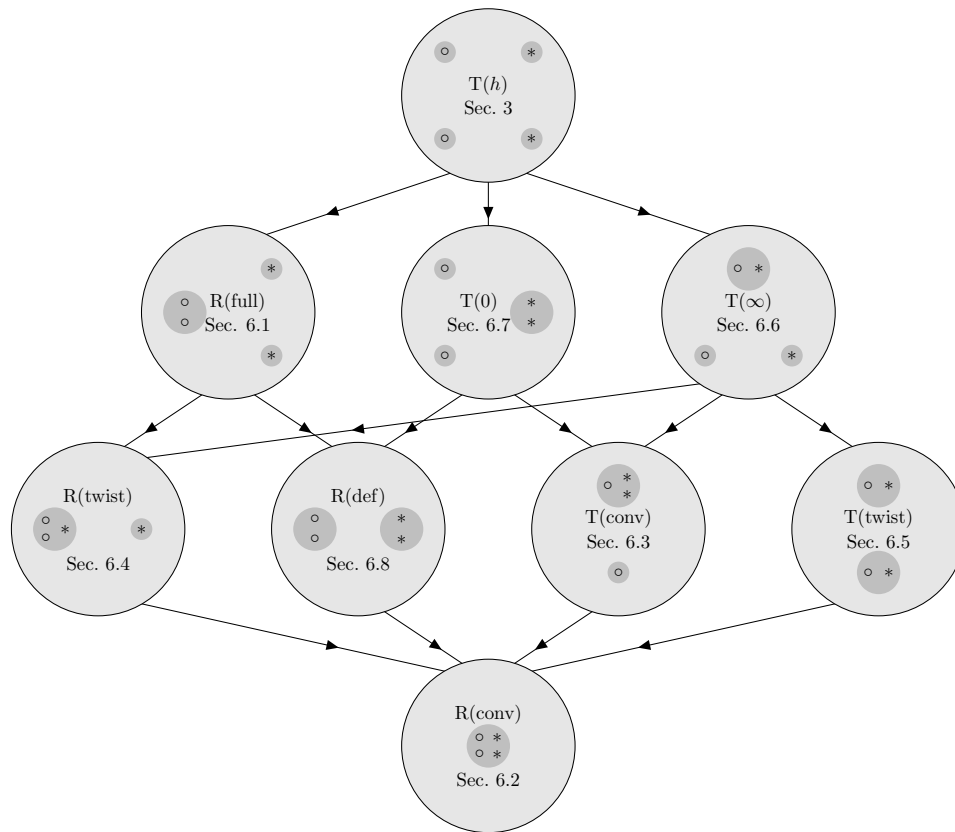 T(h)
Sec. 3
R(full)
Sec. 6.1
T(0)
Sec. 6.7
T(∞)
Sec. 6.6
R(twist)
Sec. 6.4
R(def)
Sec. 6.8
T(conv)
Sec. 6.3
T(twist)
Sec. 6.5
R(conv)
Sec. 6.2